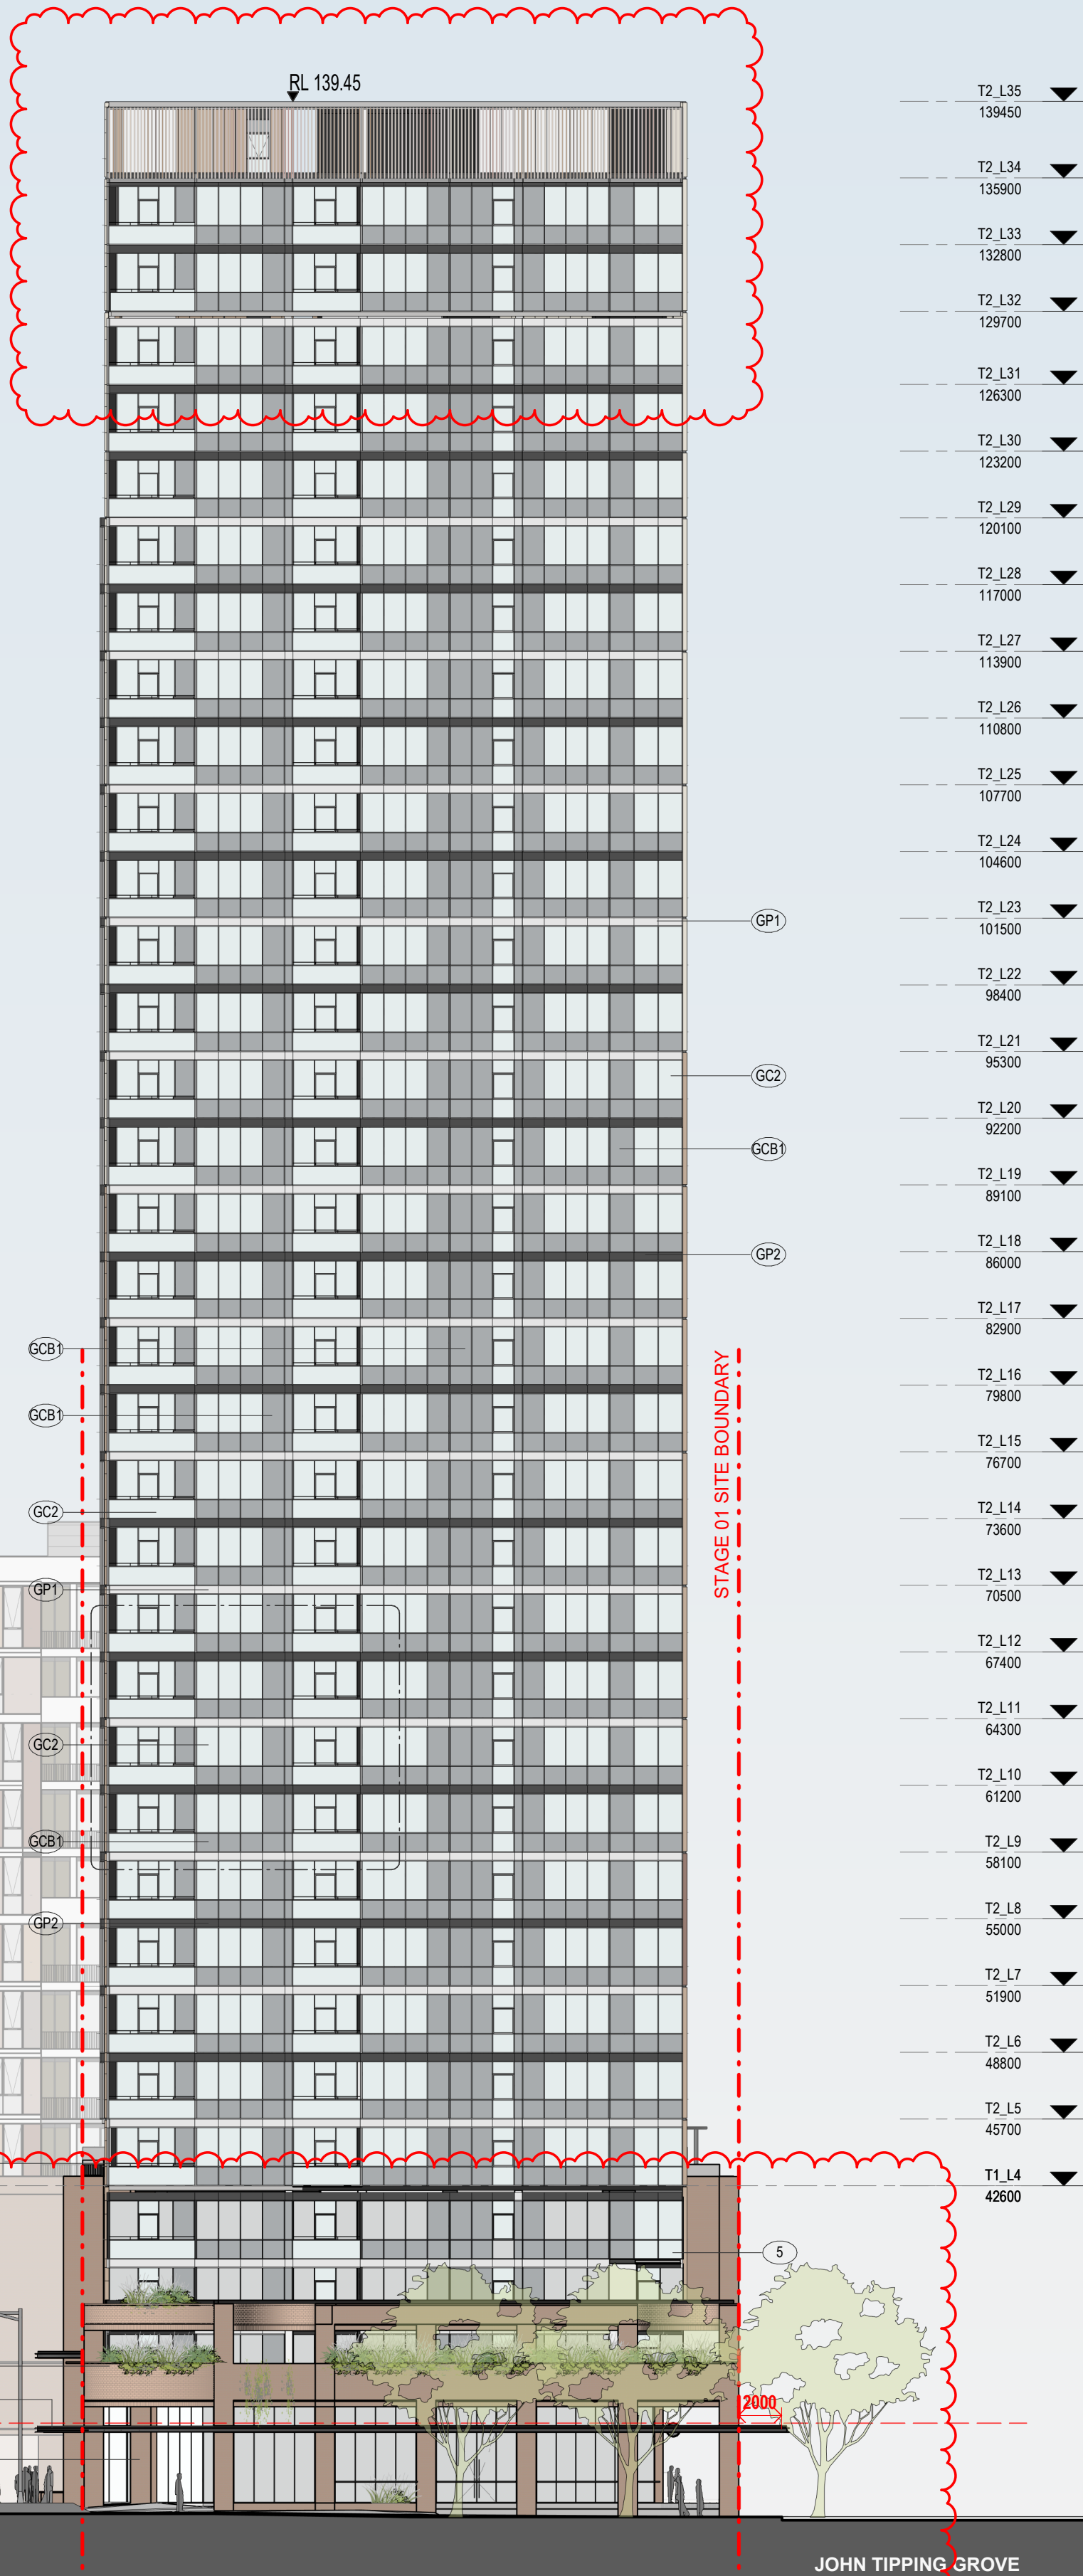 RL 139.45
T2_L35
139450
T2_L34
135900
T2_L33
132800
T2_L32
129700
T2_L31
126300
T2_L30
123200
T2_L29
120100
T2_L28
117000
T2_L27
113900
T2_L26
110800
T2_L25
107700
T2_L24
104600
T2_L23
101500
GP1
T2_L22
98400
T2_L21
95300
GC2
T2_L20
92200
GCB1
T2_L19
89100
T2_L18
86000
GP2
T2_L17
82900
GCB1
T2_L16
79800
GCB1
T2_L15
76700
STAGE 01 SITE BOUNDARY
GC2
T2_L14
73600
GP1
T2_L13
70500
T2_L12
67400
T2_L11
64300
GC2
T2_L10
61200
GCB1
T2_L9
58100
T2_L8
55000
GP2
T2_L7
51900
T2_L6
48800
T2_L5
45700
T1_L4
42600
5
2000
JOHN TIPPING GROVE